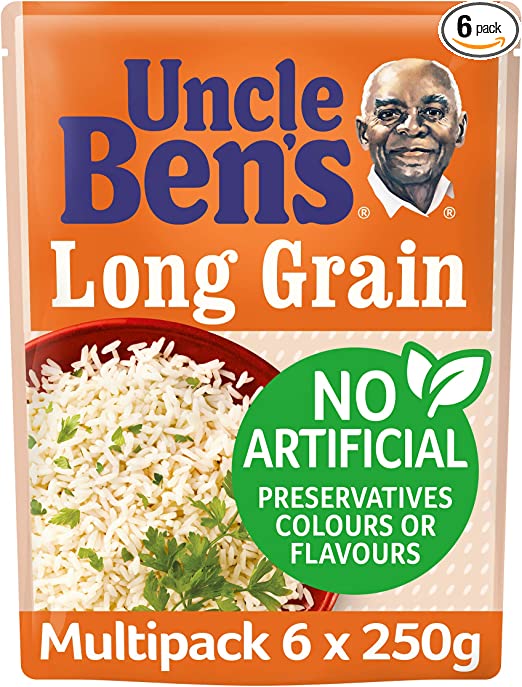 6 pack
Uncle
Ben's® ®
Long Grain
NO
ARTIFICIAL
PRESERVATIVES
COLOURS OR
FLAVOURS
Multipack 6 x 250g